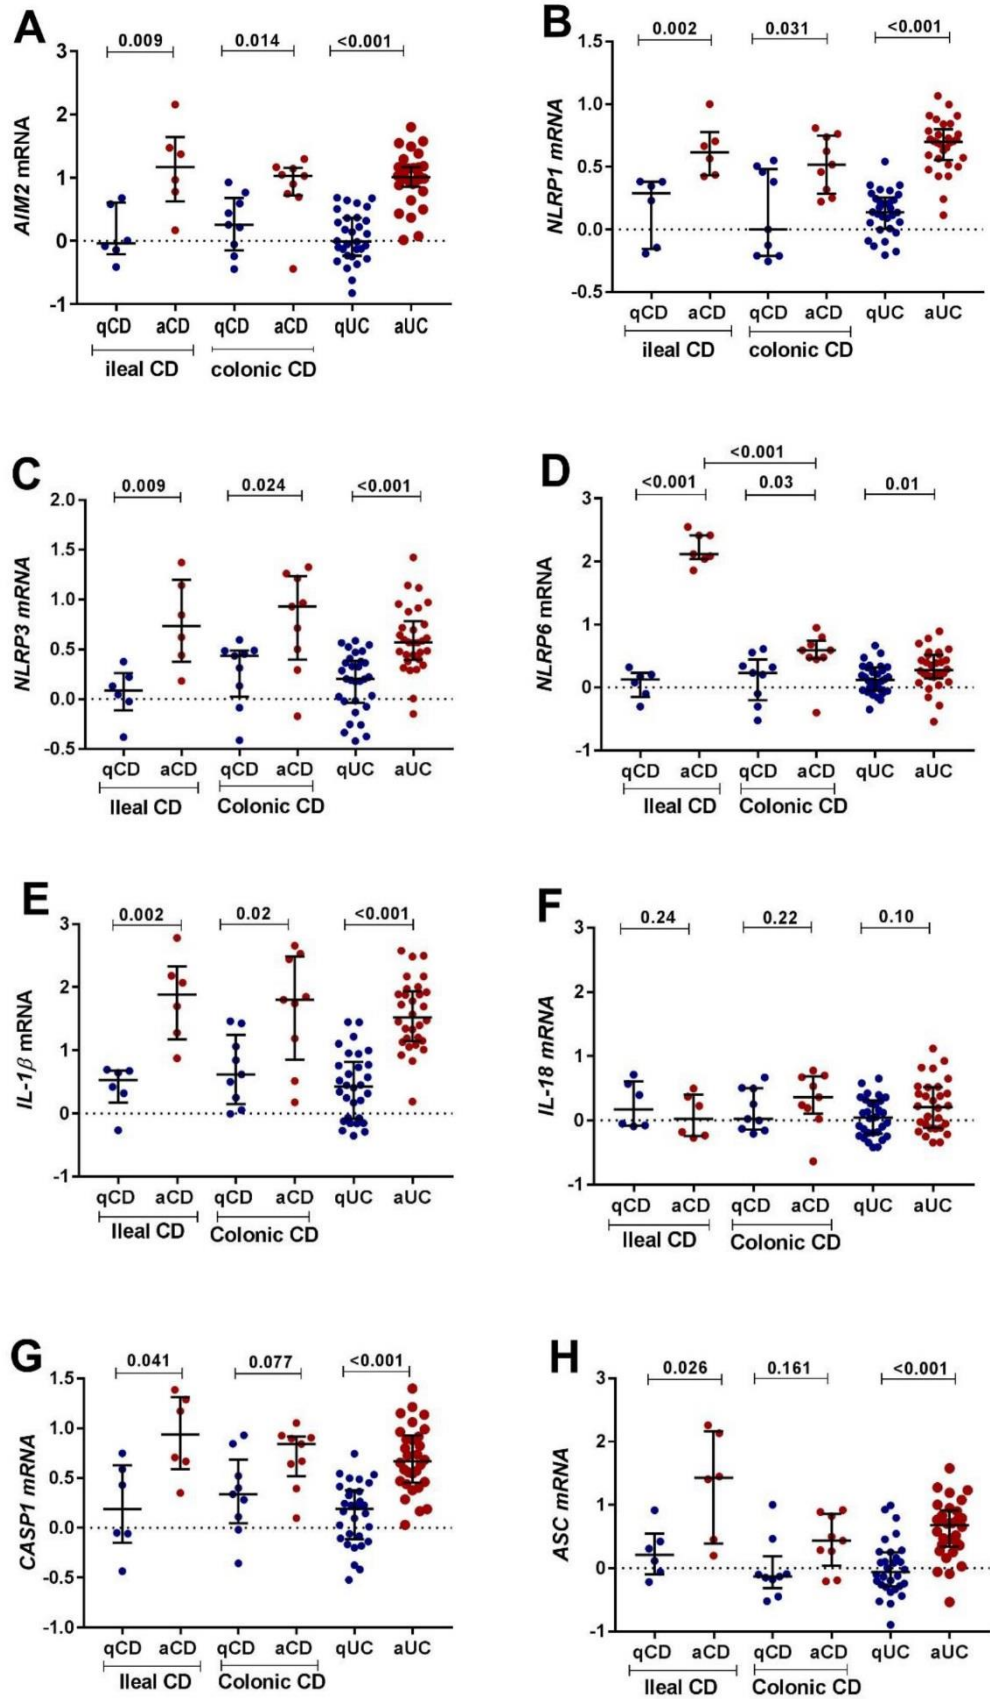 A
0.009 0.014 <0.001
AIM2 mRNA
3
2
1
0
-1
qCD aCD qCD aCD qUC aUC
ileal CD colonic CD
B
0.002 0.031 <0.001
NLRP1 mRNA
1.5
1.0
0.5
0.0
-0.5
qCD aCD qCD aCD qUC aUC
ileal CD colonic CD
C
0.009 0.024 <0.001
NLRP3 mRNA
2.0
1.5
1.0
0.5
0.0
-0.5
qCD aCD qCD aCD qUC aUC
Ileal CD Colonic CD
D
<0.001
<0.001 0.03 0.01
NLRP6 mRNA
3
2
1
0
-1
qCD aCD qCD aCD qUC aUC
Ileal CD Colonic CD
E
0.002 0.02 <0.001
IL-1β mRNA
3
2
1
0
-1
qCD aCD qCD aCD qUC aUC
Ileal CD Colonic CD
F
0.24 0.22 0.10
IL-18 mRNA
3
2
1
0
-1
qCD aCD qCD aCD qUC aUC
Ileal CD Colonic CD
G
0.041 0.077 <0.001
CASP1 mRNA
1.5
1.0
0.5
0.0
-0.5
-1.0
qCD aCD qCD aCD qUC aUC
Ileal CD Colonic CD
H
0.026 0.161 <0.001
ASC mRNA
3
2
1
0
-1
qCD aCD qCD aCD qUC aUC
Ileal CD Colonic CD